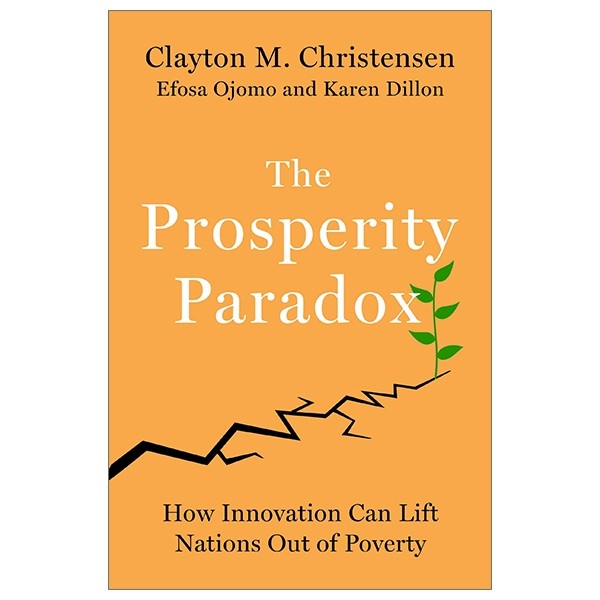 Clayton M. Christensen
Efosa Ojomo and Karen Dillon
The
Prosperity
Paradox
How Innovation Can Lift
Nations Out of Poverty